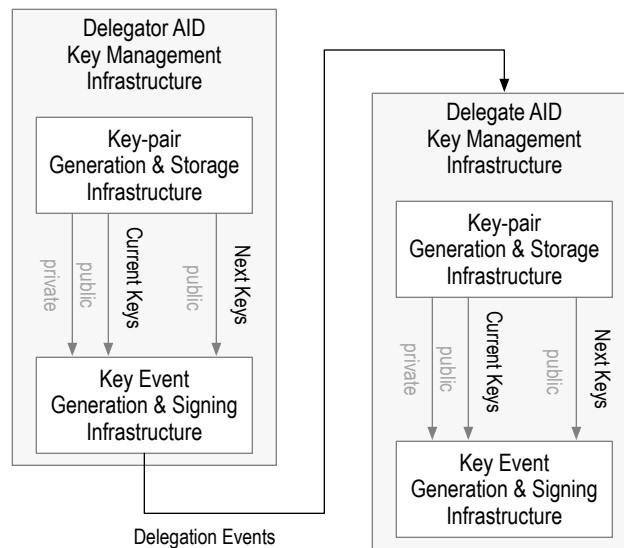 Delegator AID
Key Management
Infrastructure
Key-pair
Generation & Storage
Infrastructure
private
public
Current Keys
public
Next Keys
Key Event
Generation & Signing
Infrastructure
Delegation Events
Delegate AID
Key Management
Infrastructure
Key-pair
Generation & Storage
Infrastructure
private
public
Current Keys
public
Next Keys
Key Event
Generation & Signing
Infrastructure